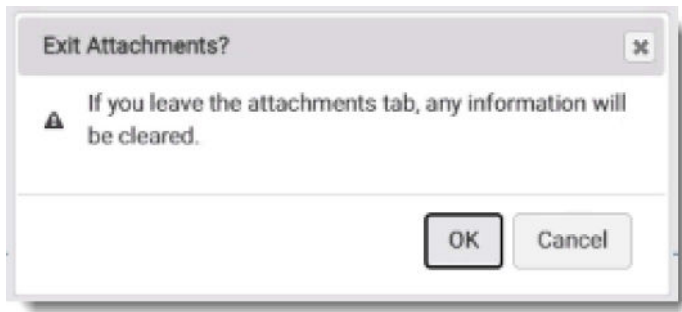 Exit Attachments?
If you leave the attachments tab, any information will
be cleared.
OK
Cancel